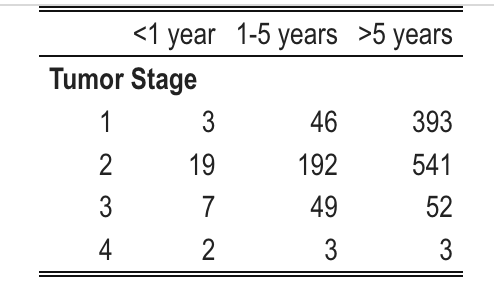 <1 year 1-5 years >5 years
Tumor Stage
1 3 46 393
2 19 192 541
3 7 49 52
4 2 3 3